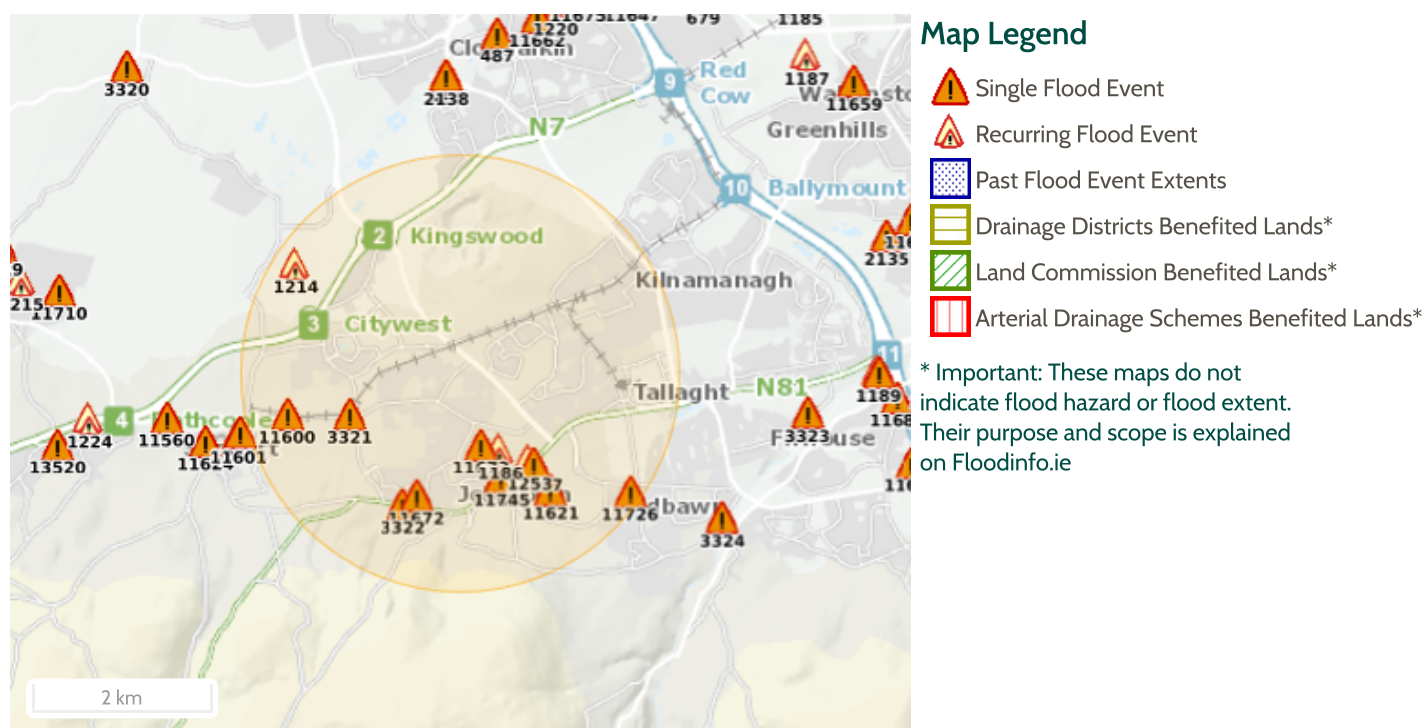 679
1185
1220
11662
487
3320
2138
N7
9
Red
Cow
1187
11659
Greenhills
10
Ballymount
2135
2
Kingswood
Kilnamanagh
1214
11710
3
Citywest
11
Tallaght
N81
1189
4
1224
11560
11601
11600
3321
3323
13520
1186
12537
11745
11621
11726
3322
3324
2 km
Map Legend
Single Flood Event
Recurring Flood Event
Past Flood Event Extents
Drainage Districts Benefited Lands*
Land Commission Benefited Lands*
Arterial Drainage Schemes Benefited Lands*
* Important: These maps do not
indicate flood hazard or flood extent.
Their purpose and scope is explained
on Floodinfo.ie